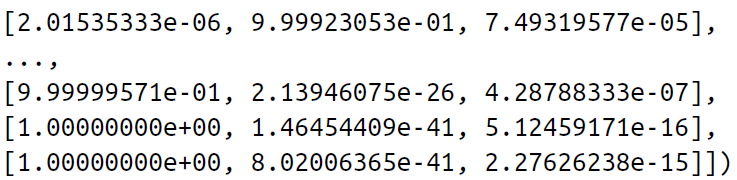 [2.01535333e-06, 9.99923053e-01, 7.49319577e-05],
...,
[9.99999571e-01, 2.13946075e-26, 4.28788333e-07],
[1.00000000e+00, 1.46454409e-41, 5.12459171e-16],
[1.00000000e+00, 8.02006365e-41, 2.27626238e-15]])